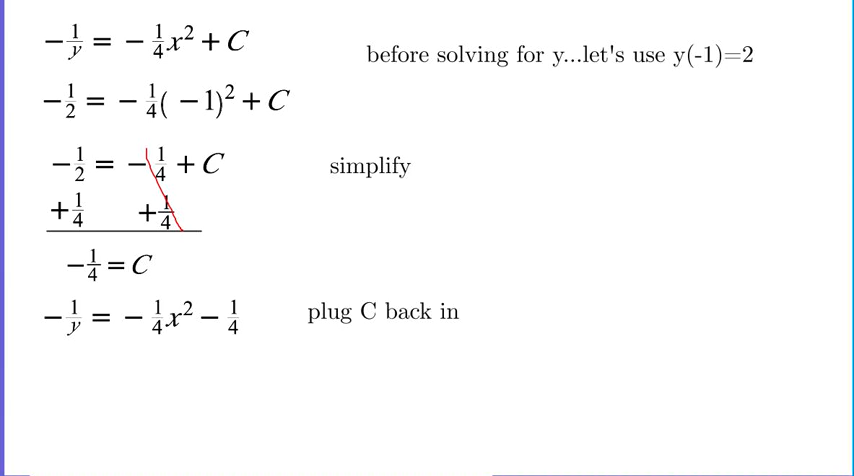 −1/y = −1/4x² + C before solving for y...let's use y(-1)=2
−1/2 = −1/4( −1)² + C
−1/2 = −1/4 + C simplify
+1/4 +1/4
−1/4 = C
−1/y = −1/4x² − 1/4 plug C back in